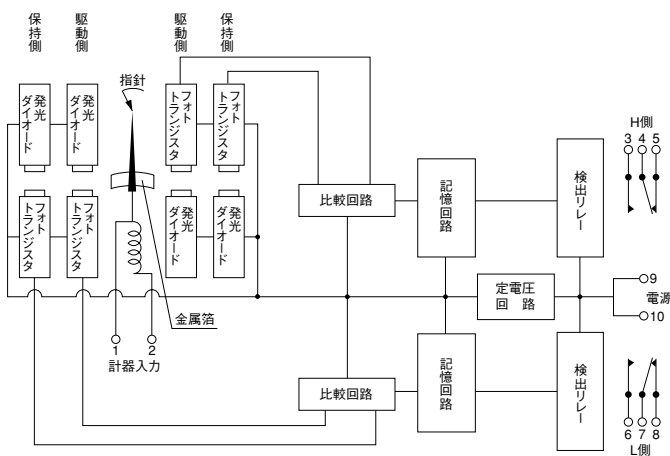 保持側
駆動側
駆動側
保持側
指針
発光
ダイオード
発光
ダイオード
フォト
トランジスタ
フォト
トランジスタ
フォト
トランジスタ
フォト
トランジスタ
発光
ダイオード
発光
ダイオード
金属箔
1
2
計器入力
比較回路
記憶回路
検出リレー
H側
3 4 5
定電圧
回 路
9
電源
10
比較回路
記憶回路
検出リレー
6 7 8
L側